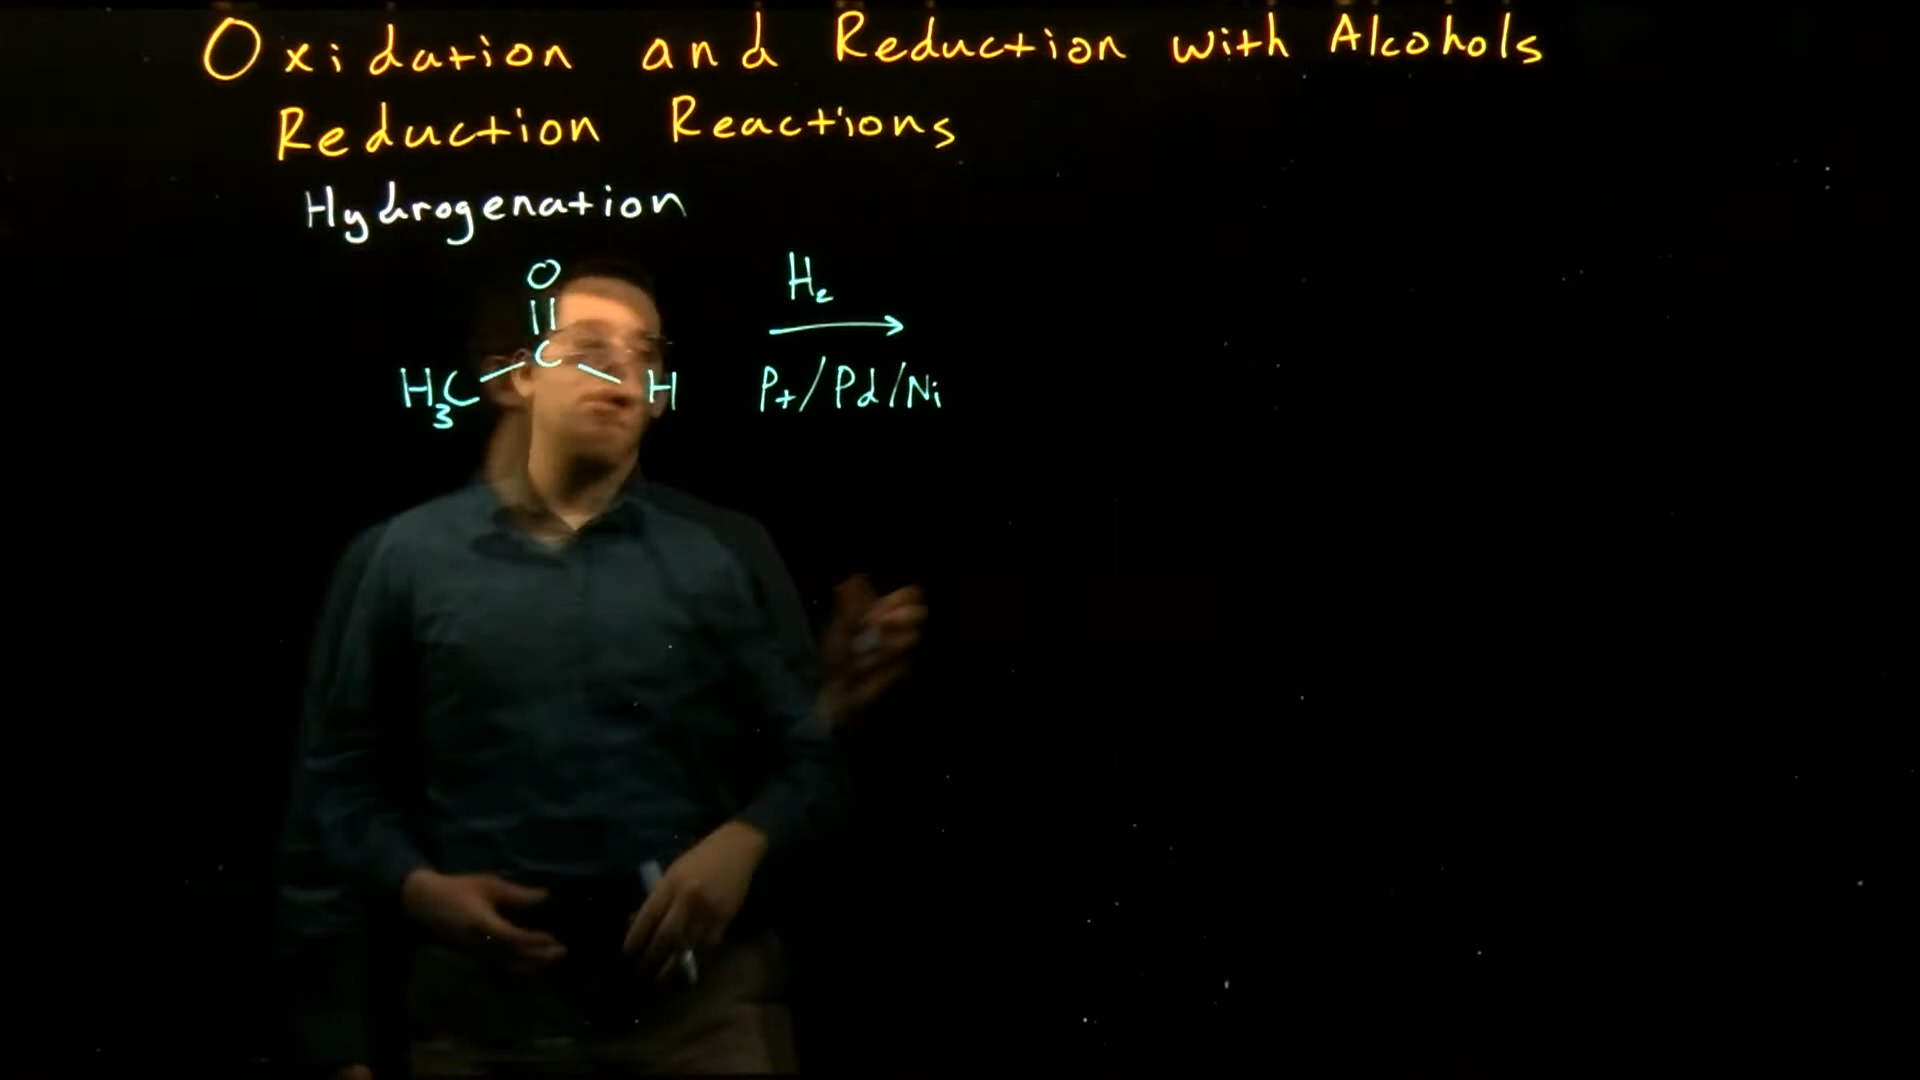 Oxidation and Reduction with Alcohols
Reduction Reactions
Hydrogenation
O
C
H3C H
H2
Pt/Pd/Ni